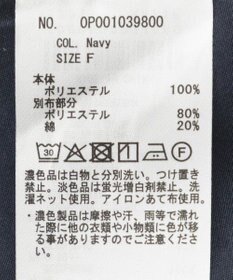 NO. 0P001039800
COL. Navy
SIZE F
本体
ポリエステル 100%
別布部分
ポリエステル 80%
綿 20%
30 F
濃色品は白物と分別洗い。つけ置き
禁止。淡色品は蛍光増白剤禁止。洗
濯ネット使用。アイロンあて布使用。
・濃色製品は摩擦や汗、雨等で濡れ
た際に他の衣類や小物類に色が移
る事がありますのでご注意くださ
い。